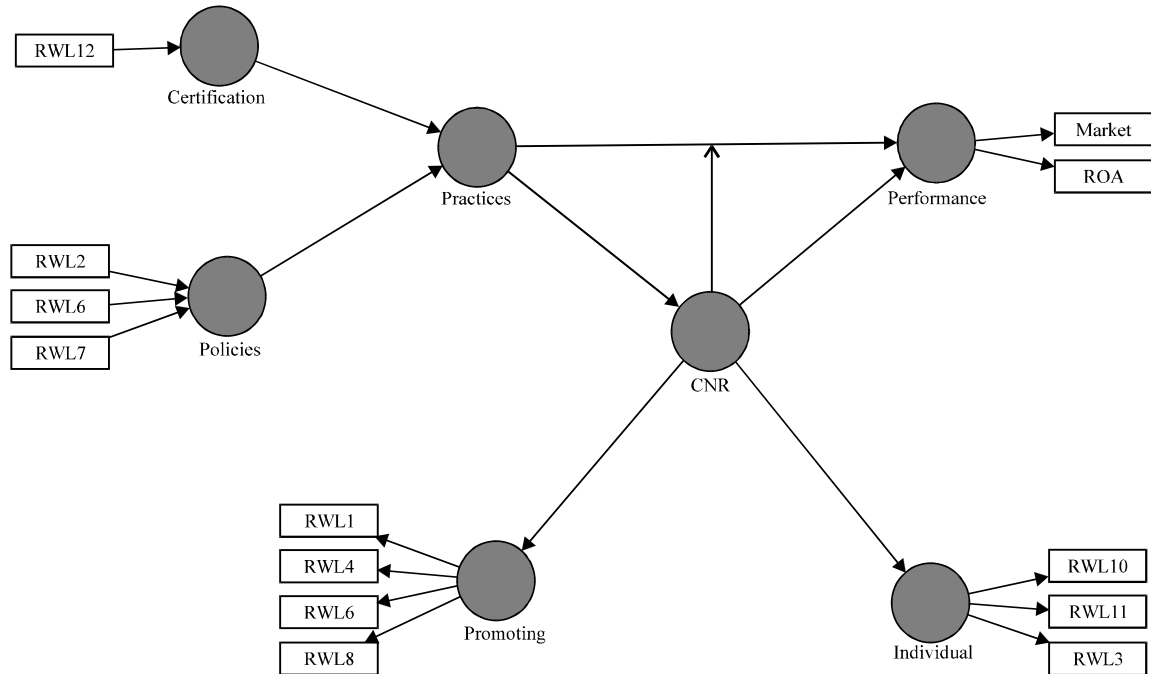 RWL12
Certification
Practices
Performance
Market
ROA
RWL2
RWL6
RWL7
Policies
CNR
RWL1
RWL4
RWL6
RWL8
Promoting
Individual
RWL10
RWL11
RWL3